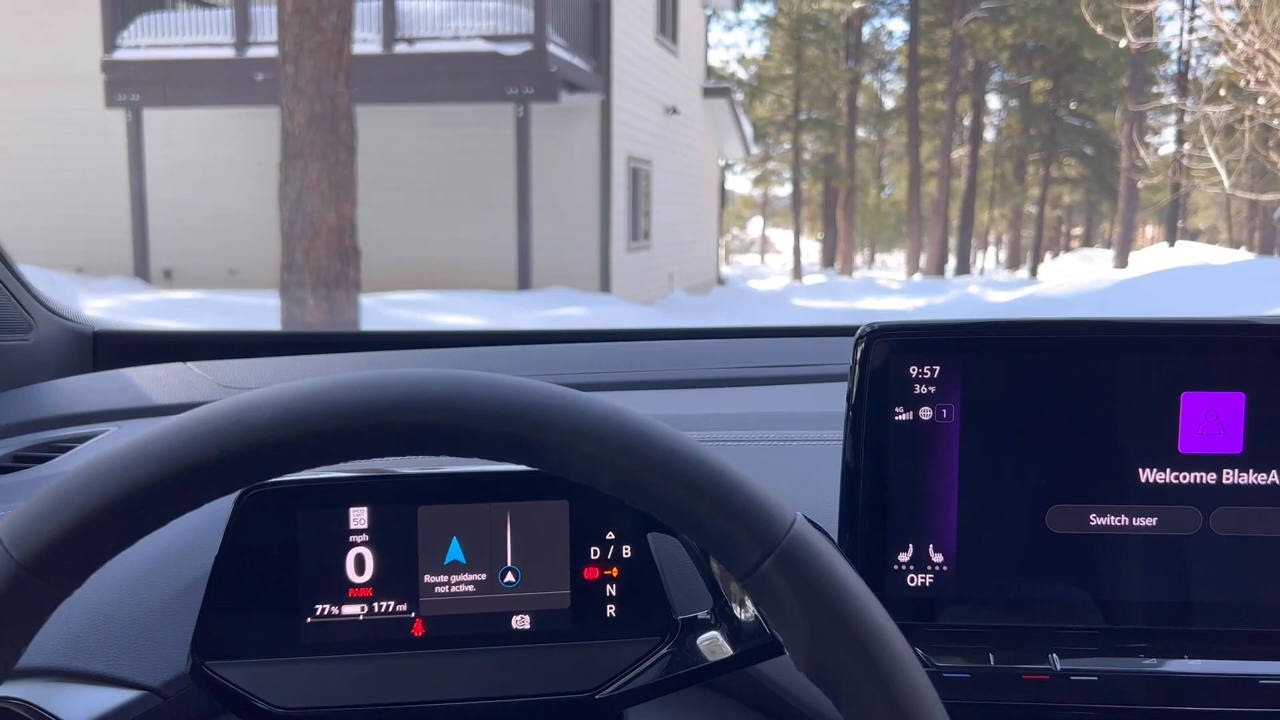 9:57
36°F
4G
1
Welcome BlakeA
Switch user
OFF
50
mph
0
PARK
77% 177 mi
Route guidance
not active.
D / B
N
R